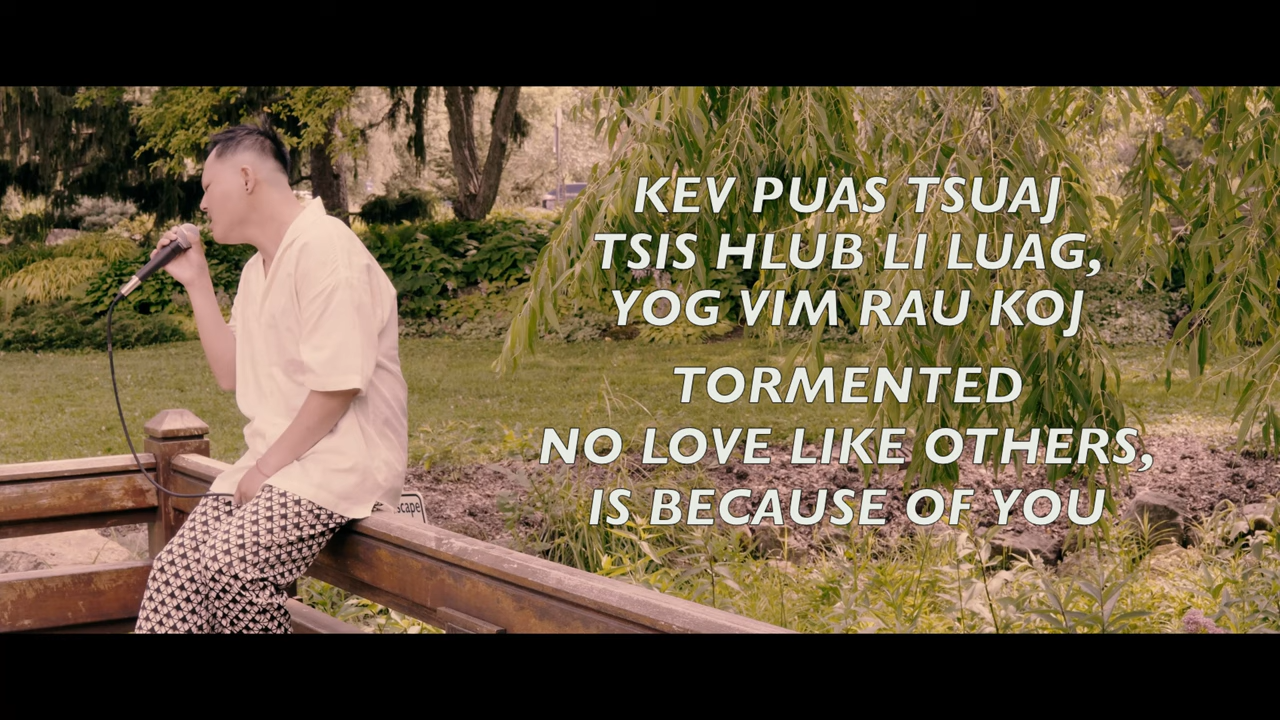 KEV PUAS TSUAJ
TSIS HLUB LI LUAG,
YOG VIM RAU KOJ
TORMENTED
NO LOVE LIKE OTHERS,
IS BECAUSE OF YOU
scape